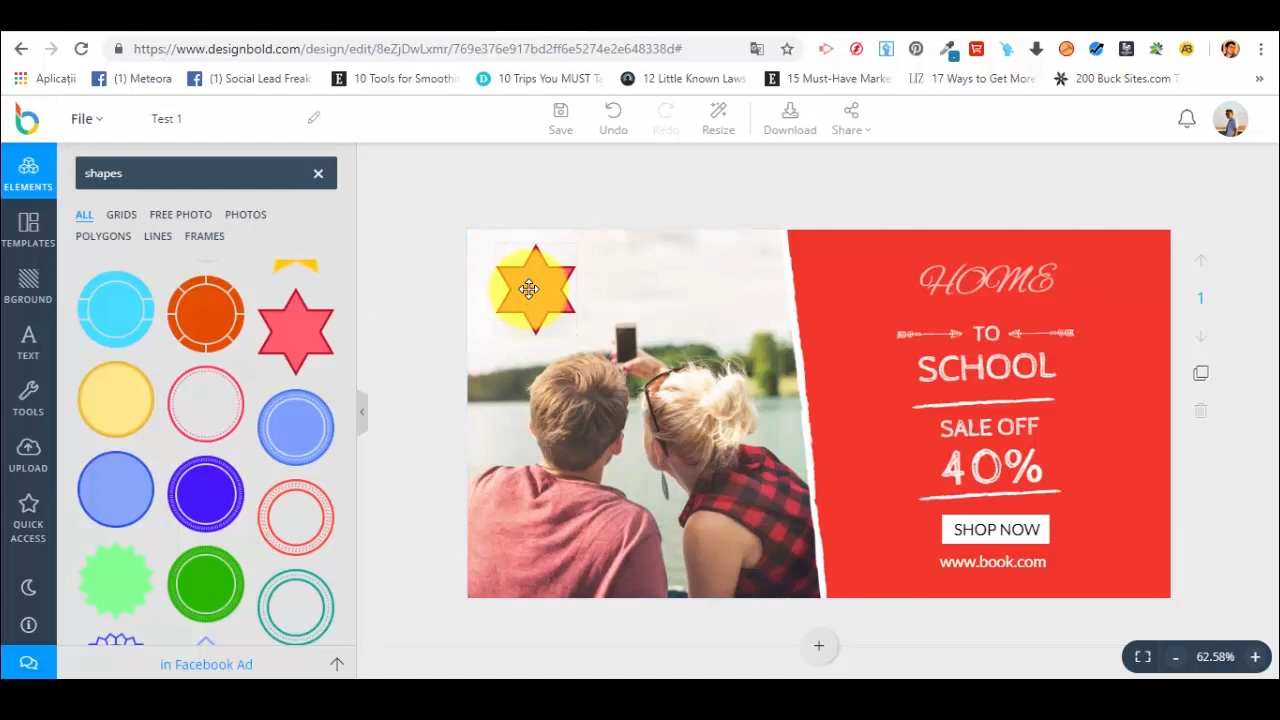 https://www.designbold.com/design/edit/8eZjDwLxmr/769e376e917bd2ff6e5274e2e648338d#
Aplicații
(1) Meteora
(1) Social Lead Freak
10 Tools for Smoothi
10 Trips You MUST Ta
12 Little Known Laws
15 Must-Have Marke
17 Ways to Get More
200 Buck Sites.com T
»
File
Test 1
Save
Undo
Redo
Resize
Download
Share
ELEMENTS
TEMPLATES
BGROUND
TEXT
TOOLS
UPLOAD
QUICK
ACCESS
shapes
ALL GRIDS FREE PHOTO PHOTOS
POLYGONS LINES FRAMES
in Facebook Ad
HOME
TO
SCHOOL
SALE OFF
40%
SHOP NOW
www.book.com
1
- 62.58% +